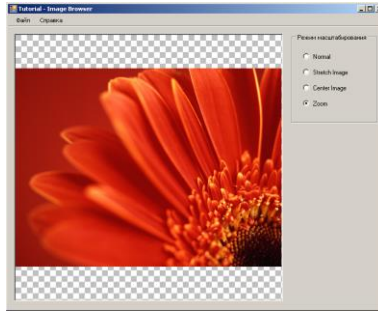 Tutorial - Image Browser
Файл Справка
Режим масштабирования
Normal
Stretch Image
Center Image
Zoom